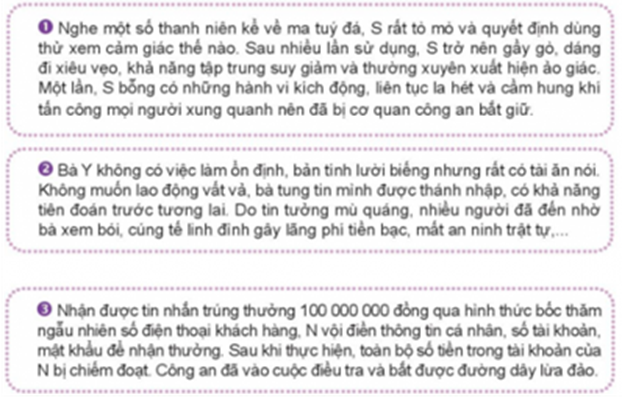 1 Nghe một số thanh niên kể về ma tuý đá, S rất tò mò và quyết định dùng
thử xem cảm giác thế nào. Sau nhiều lần sử dụng, S trở nên gầy gò, dáng
đi xiêu vẹo, khả năng tập trung suy giảm và thường xuyên xuất hiện ảo giác.
Một lần, S bỗng có những hành vi kích động, liên tục la hét và cầm hung khí
tấn công mọi người xung quanh nên đã bị cơ quan công an bắt giữ.
2 Bà Y không có việc làm ổn định, bản tính lười biếng nhưng rất có tài ăn nói.
Không muốn lao động vất vả, bà tung tin mình được thánh nhập, có khả năng
tiên đoán trước tương lai. Do tin tưởng mù quáng, nhiều người đã đến nhờ
bà xem bói, cúng tế linh đình gây lãng phí tiền bạc, mất an ninh trật tự,...
3 Nhận được tin nhắn trúng thưởng 100 000 000 đồng qua hình thức bốc thăm
ngẫu nhiên số điện thoại khách hàng, N vội điền thông tin cá nhân, số tài khoản,
mật khẩu để nhận thưởng. Sau khi thực hiện, toàn bộ số tiền trong tài khoản của
N bị chiếm đoạt. Công an đã vào cuộc điều tra và bắt được đường dây lừa đảo.